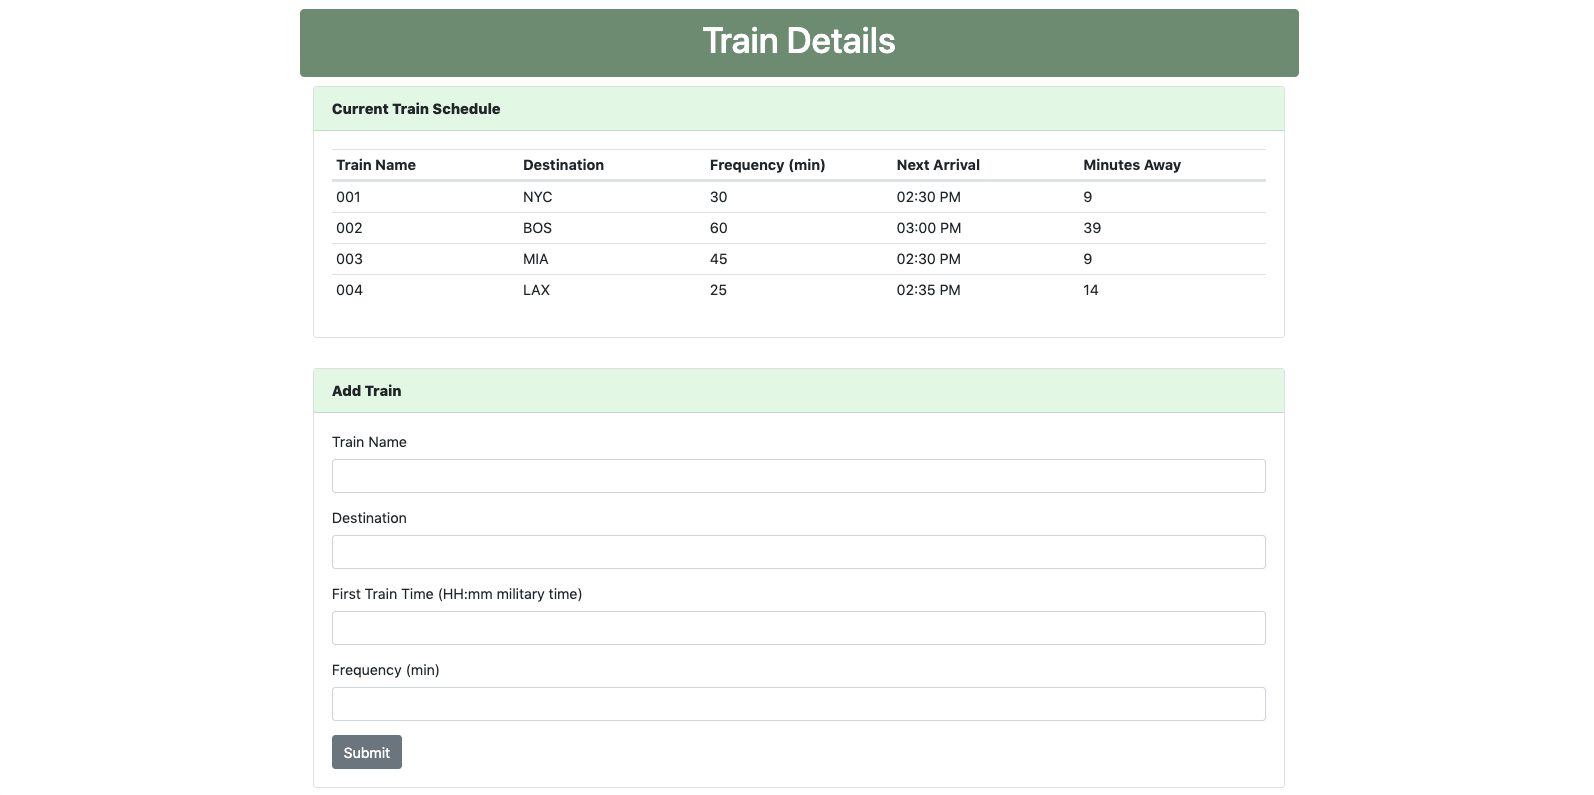 Train Details
Current Train Schedule
Train Name Destination Frequency (min) Next Arrival Minutes Away
001 NYC 30 02:30 PM 9
002 BOS 60 03:00 PM 39
003 MIA 45 02:30 PM 9
004 LAX 25 02:35 PM 14
Add Train
Train Name
Destination
First Train Time (HH:mm military time)
Frequency (min)
Submit